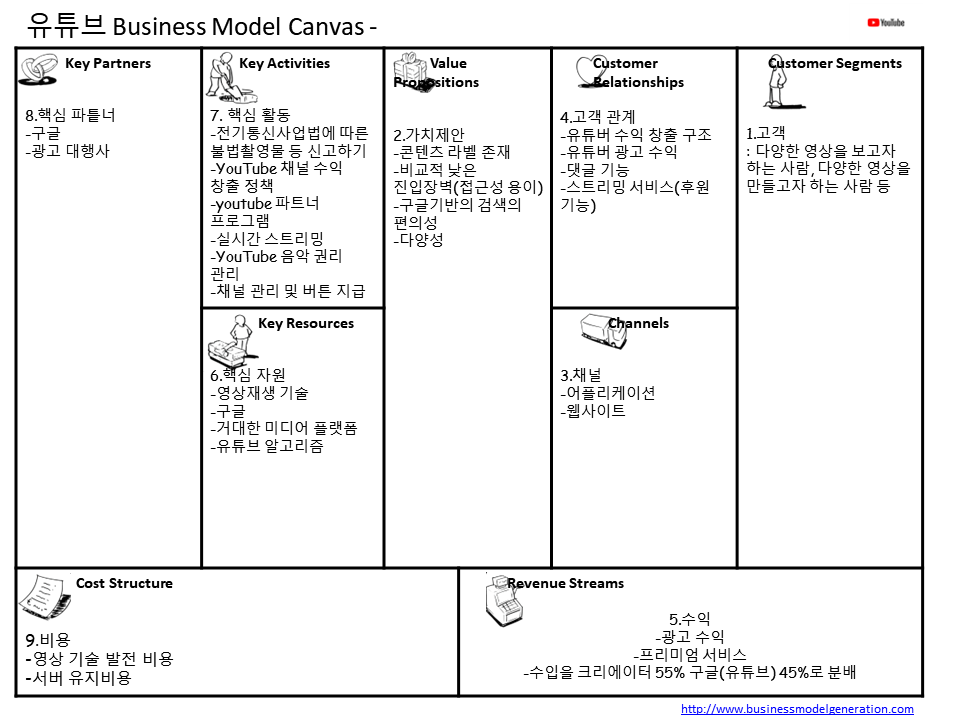 유튜브 Business Model Canvas -
YouTube
Key Partners
8.핵심 파틑너
-구글
-광고 대행사
Key Activities
7. 핵심 활동
-전기통신사업법에 따른
불법촬영물 등 신고하기
-YouTube 채널 수익
창출 정책
-youtube 파트너
프로그램
-실시간 스트리밍
-YouTube 음악 권리
관리
-채널 관리 및 버튼 지급
Key Resources
6.핵심 자원
-영상재생 기술
-구글
-거대한 미디어 플랫폼
-유튜브 알고리즘
Value
Propositions
2.가치제안
-콘텐츠 라벨 존재
-비교적 낮은
진입장벽(접근성 용이)
-구글기반의 검색의
편의성
-다양성
Customer
Relationships
4.고객 관계
-유튜버 수익 창출 구조
-유튜버 광고 수익
-댓글 기능
-스트리밍 서비스(후원
기능)
Channels
3.채널
-어플리케이션
-웹사이트
Customer Segments
1.고객
: 다양한 영상을 보고자
하는 사람, 다양한 영상을
만들고자 하는 사람 등
Cost Structure
9.비용
-영상 기술 발전 비용
-서버 유지비용
Revenue Streams
5.수익
-광고 수익
-프리미엄 서비스
-수입을 크리에이터 55% 구글(유튜브) 45%로 분배
http://www.businessmodelgeneration.com